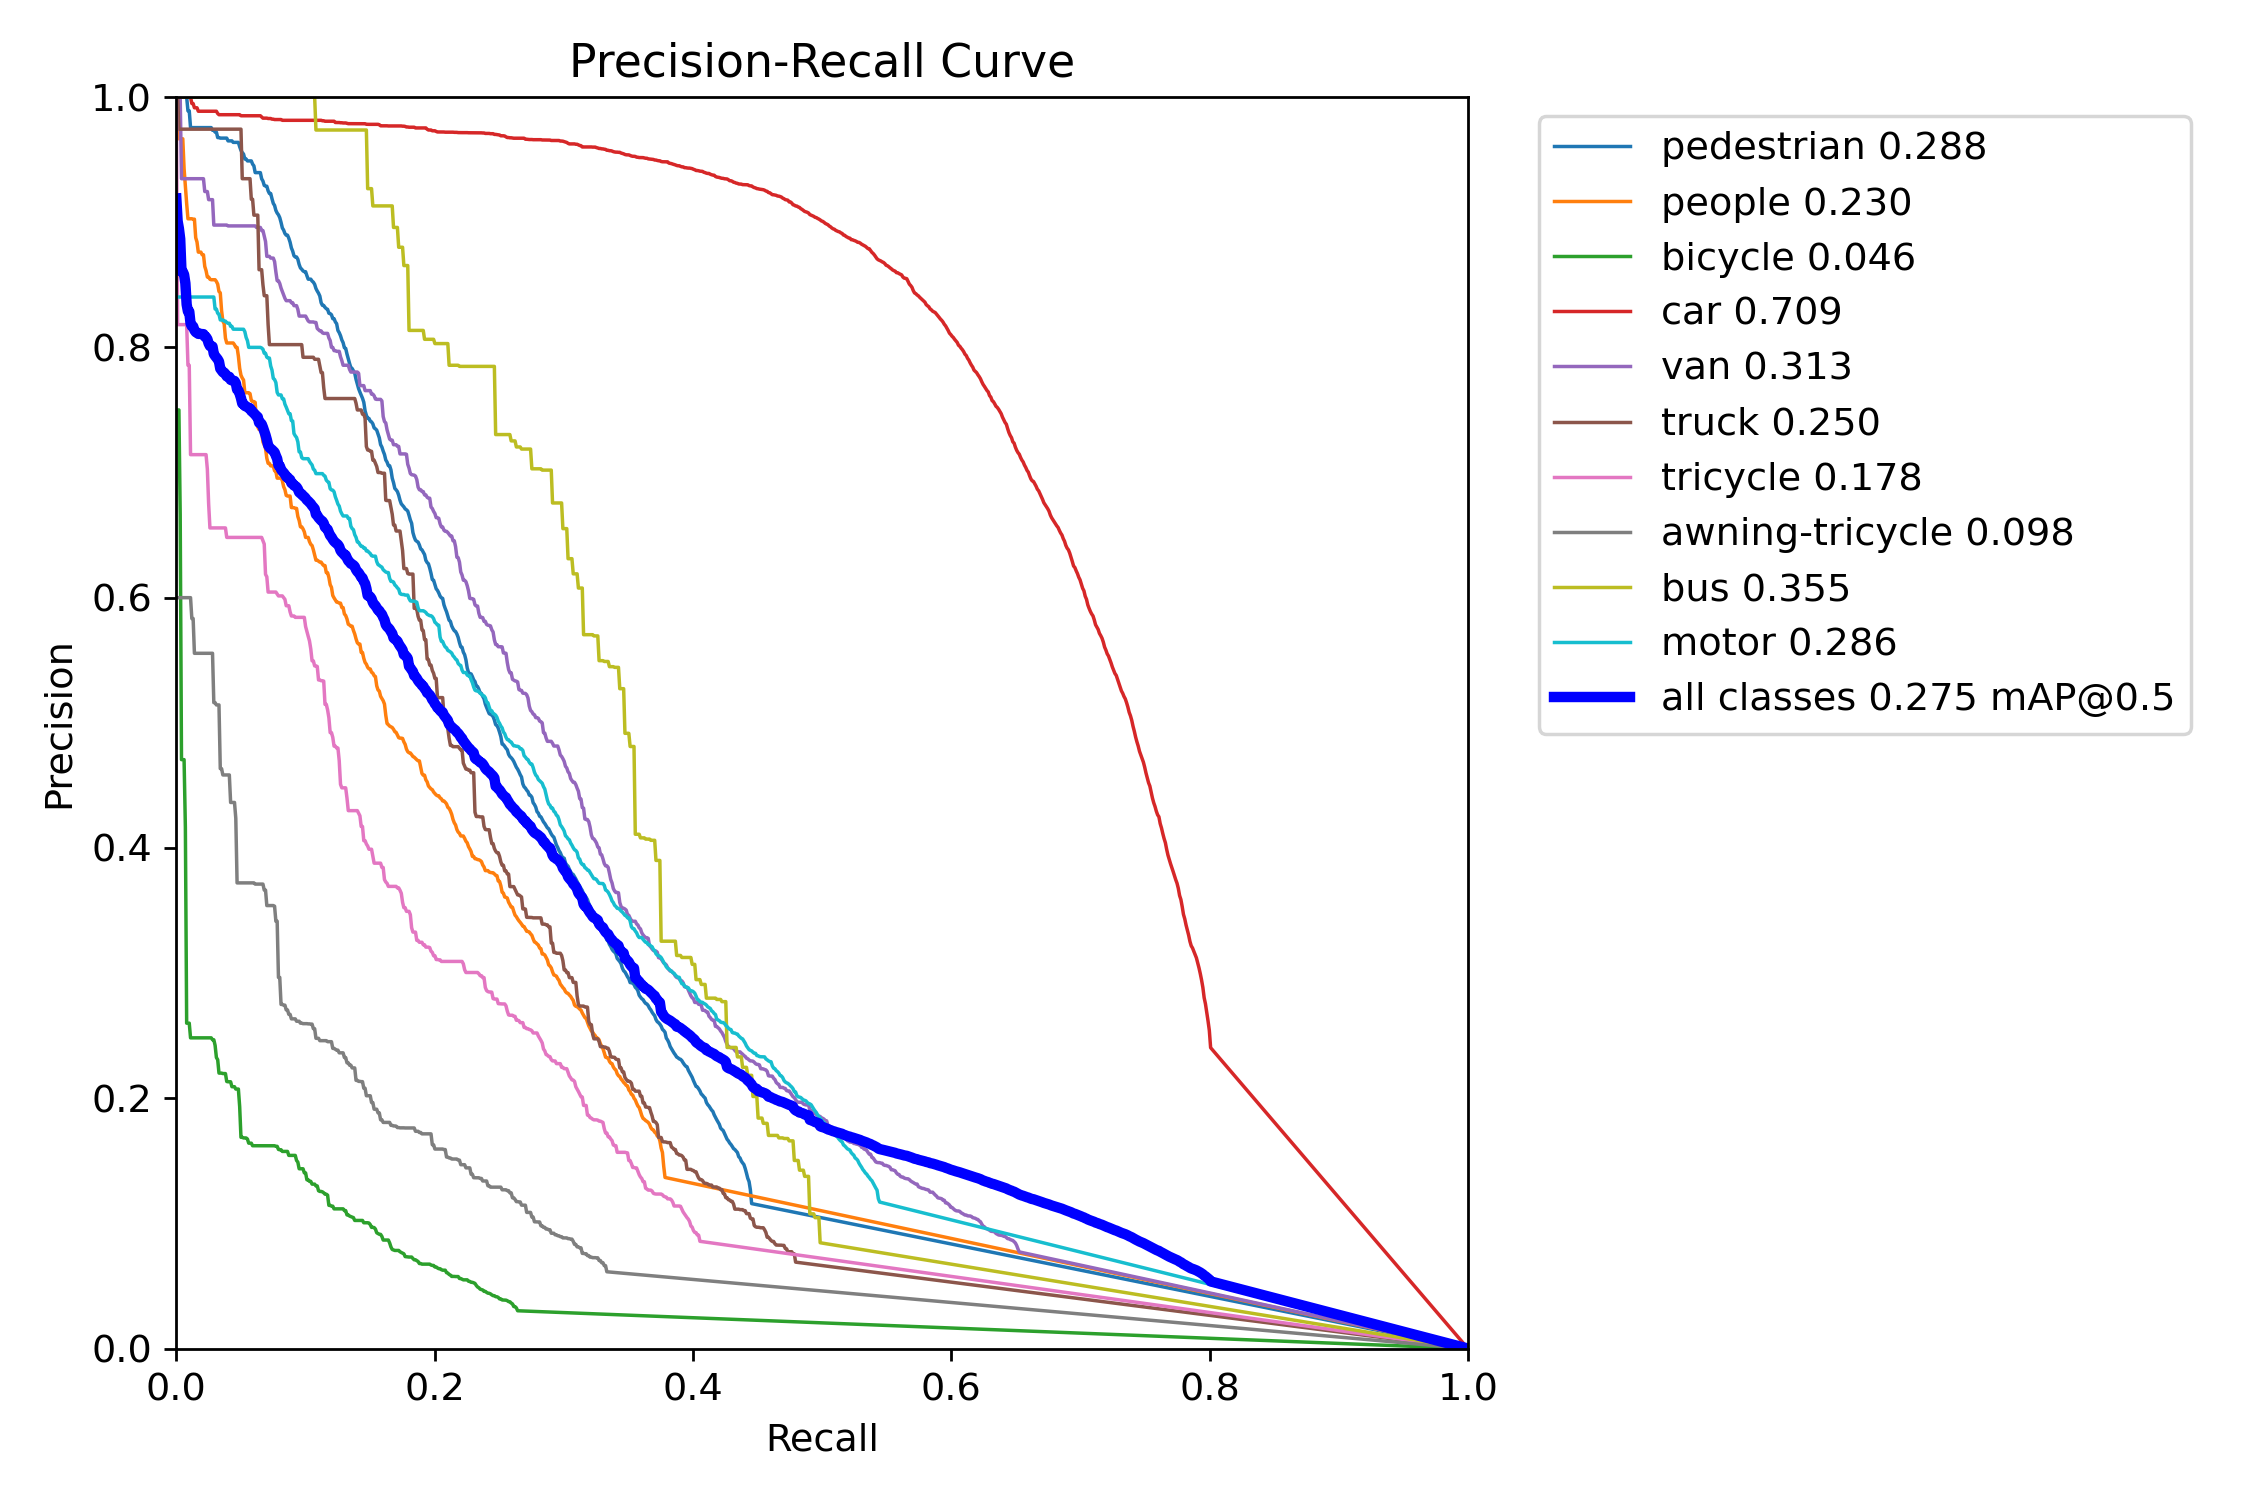 Precision-Recall Curve
1.0
0.8
0.6
0.4
0.2
0.0
Precision
0.0 0.2 0.4 0.6 0.8 1.0
Recall
pedestrian 0.288
people 0.230
bicycle 0.046
car 0.709
van 0.313
truck 0.250
tricycle 0.178
awning-tricycle 0.098
bus 0.355
motor 0.286
all classes 0.275 mAP@0.5